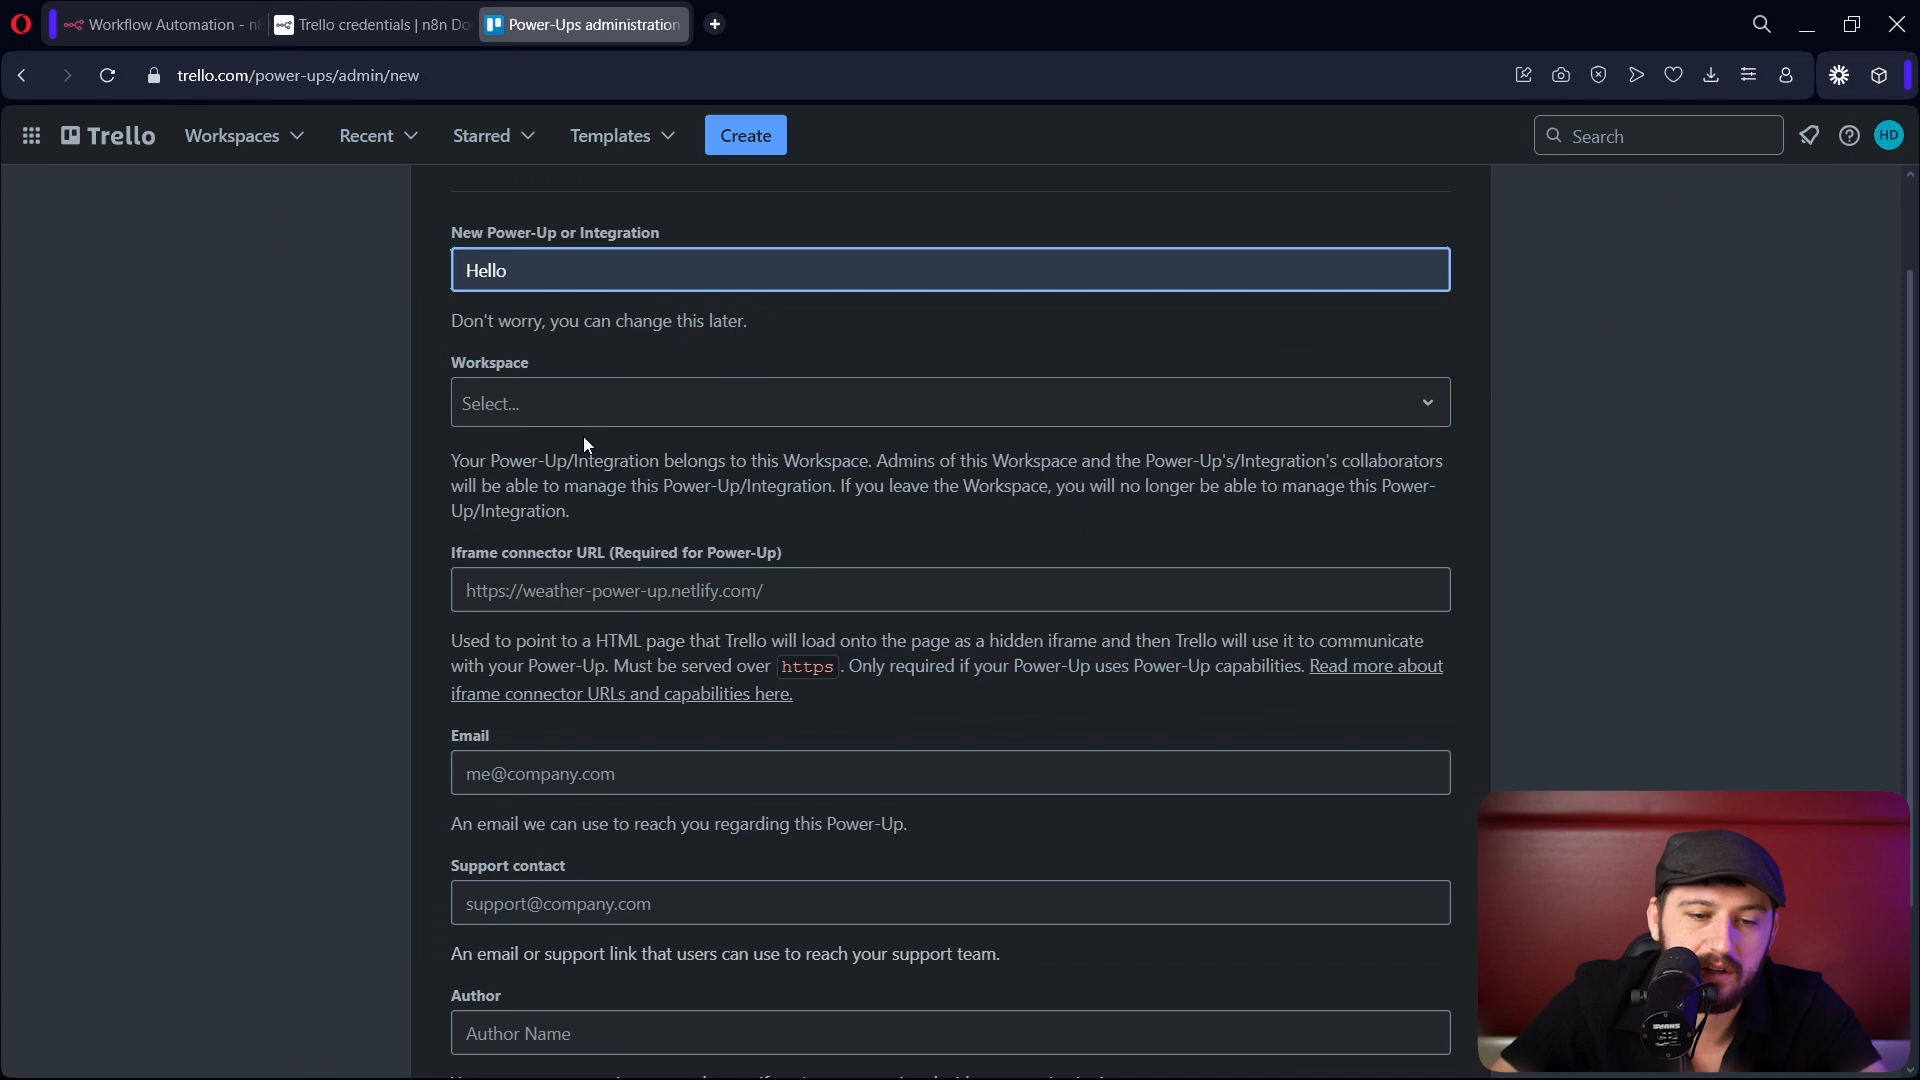 Workflow Automation - n8
Trello credentials | n8n Do
Power-Ups administration
trello.com/power-ups/admin/new
Trello
Workspaces
Recent
Starred
Templates
Create
Search
HD
New Power-Up or Integration
Hello
Don't worry, you can change this later.
Workspace
Select...
Your Power-Up/Integration belongs to this Workspace. Admins of this Workspace and the Power-Up's/Integration's collaborators
will be able to manage this Power-Up/Integration. If you leave the Workspace, you will no longer be able to manage this Power-
Up/Integration.
Iframe connector URL (Required for Power-Up)
https://weather-power-up.netlify.com/
Used to point to a HTML page that Trello will load onto the page as a hidden iframe and then Trello will use it to communicate
with your Power-Up. Must be served over https. Only required if your Power-Up uses Power-Up capabilities. Read more about
iframe connector URLs and capabilities here.
Email
me@company.com
An email we can use to reach you regarding this Power-Up.
Support contact
support@company.com
An email or support link that users can use to reach your support team.
Author
Author Name
SHURE